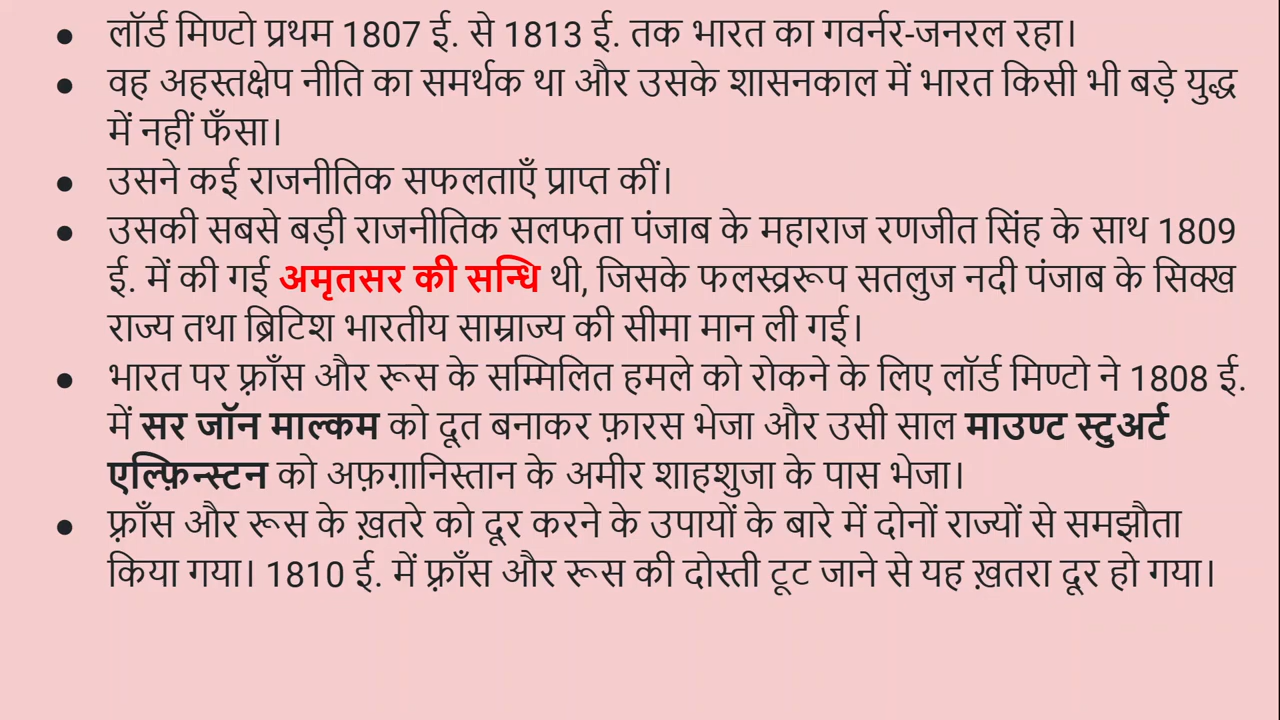 ● लॉर्ड मिण्टो प्रथम 1807 ई. से 1813 ई. तक भारत का गवर्नर-जनरल रहा।
● वह अहस्तक्षेप नीति का समर्थक था और उसके शासनकाल में भारत किसी भी बड़े युद्ध
में नहीं फँसा।
● उसने कई राजनीतिक सफलताएँ प्राप्त कीं।
● उसकी सबसे बड़ी राजनीतिक सलफता पंजाब के महाराज रणजीत सिंह के साथ 1809
ई. में की गई अमृतसर की सन्धि थी, जिसके फलस्व्ररूप सतलुज नदी पंजाब के सिक्ख
राज्य तथा ब्रिटिश भारतीय साम्राज्य की सीमा मान ली गई।
● भारत पर फ़्राँस और रूस के सम्मिलित हमले को रोकने के लिए लॉर्ड मिण्टो ने 1808 ई.
में सर जॉन माल्कम को दूत बनाकर फ़ारस भेजा और उसी साल माउण्ट स्टुअर्ट
एल्फ़िन्स्टन को अफ़ग़ानिस्तान के अमीर शाहशुजा के पास भेजा।
● फ़्राँस और रूस के ख़तरे को दूर करने के उपायों के बारे में दोनों राज्यों से समझौता
किया गया। 1810 ई. में फ़्राँस और रूस की दोस्ती टूट जाने से यह ख़तरा दूर हो गया।